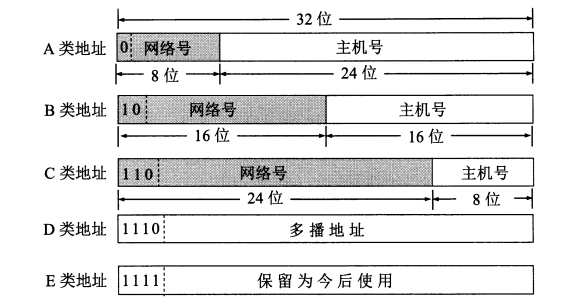 32 位
A 类地址 0 网络号 主机号
8 位 24 位
B 类地址 10 网络号 主机号
16 位 16 位
C 类地址 110 网络号 主机号
24 位 8 位
D 类地址 1110 多播地址
E 类地址 1111 保留为今后使用